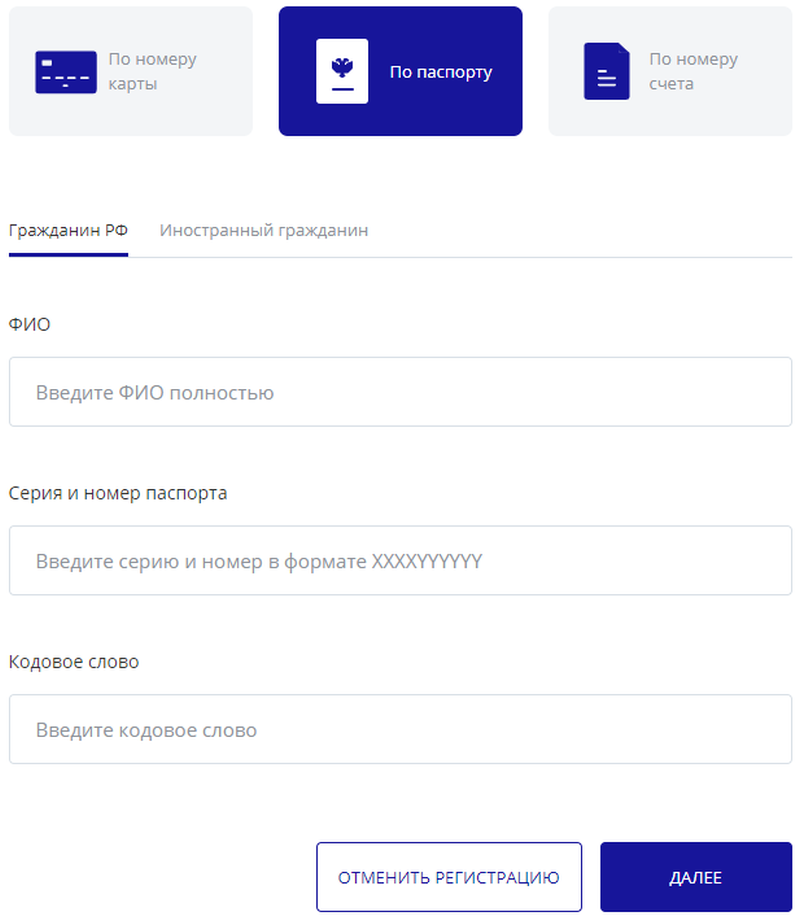 По номеру
карты
По паспорту
По номеру
счета
Гражданин РФ
Иностранный гражданин
ФИО
Введите ФИО полностью
Серия и номер паспорта
Введите серию и номер в формате XXXXYYYYYY
Кодовое слово
Введите кодовое слово
ОТМЕНИТЬ РЕГИСТРАЦИЮ
ДАЛЕЕ